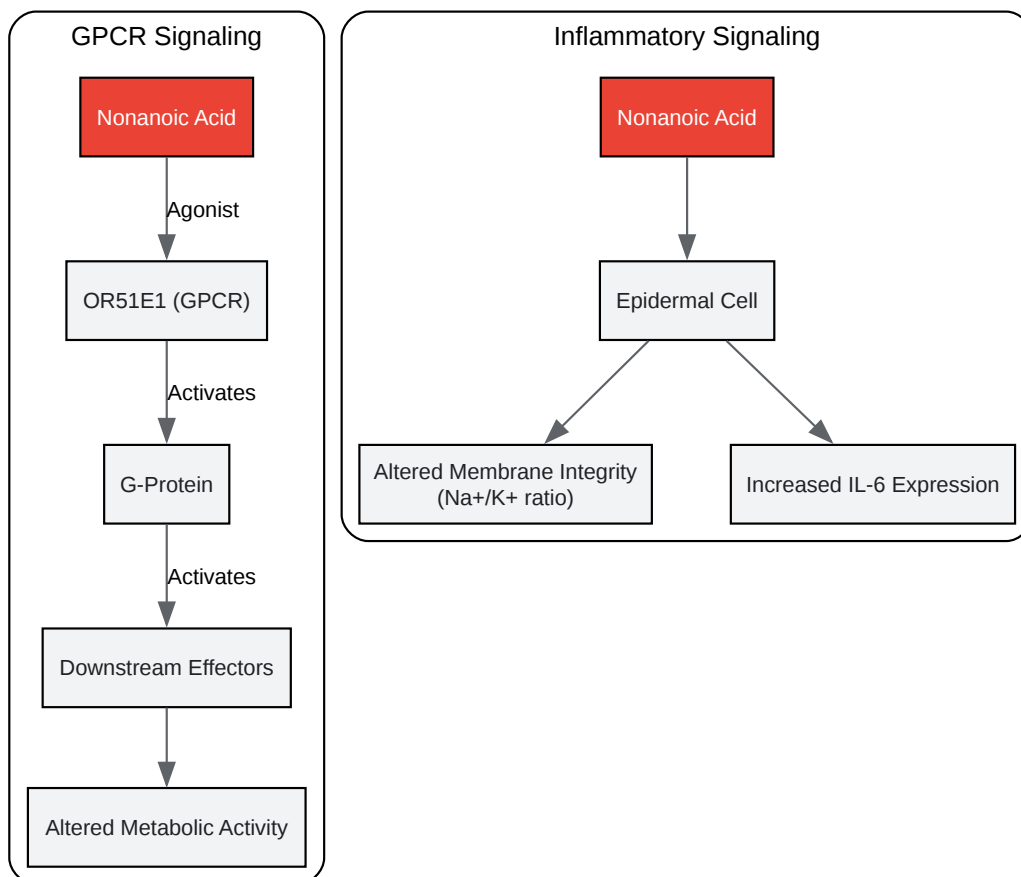 GPCR Signaling
Nonanoic Acid
Agonist
OR51E1 (GPCR)
Activates
G-Protein
Activates
Downstream Effectors
Altered Metabolic Activity
Inflammatory Signaling
Nonanoic Acid
Epidermal Cell
Altered Membrane Integrity
(Na+/K+ ratio)
Increased IL-6 Expression